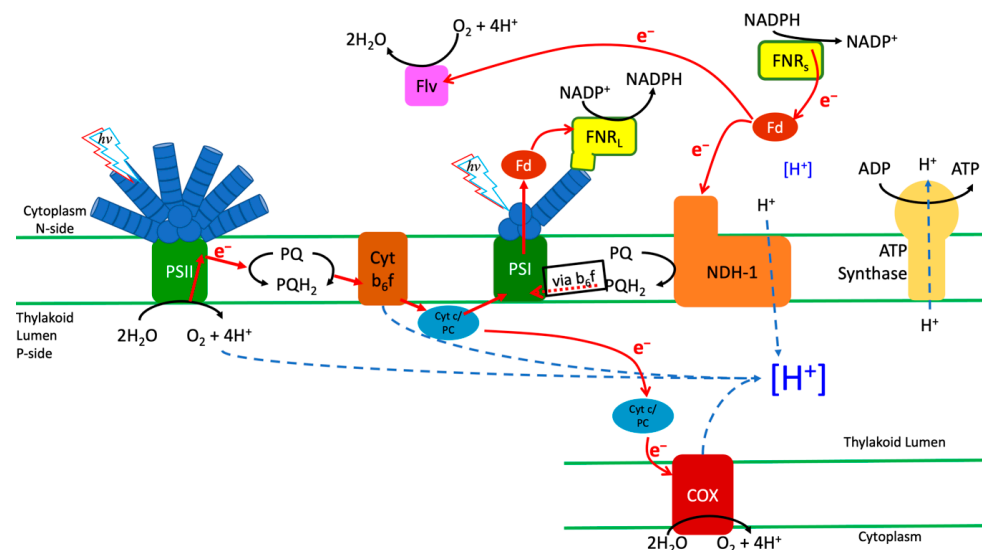 NADPH
O₂ + 4H⁺
2H₂O
e⁻
NADP⁺
FNRₛ
NADPH
NADP⁺
Flv
e⁻
hν
FNR_L
Fd
Fd
hν
e⁻
[H⁺]
ADP
H⁺
ATP
H⁺
Cytoplasm
N-side
e⁻
PQ
Cyt
b₆f
PSII
PSI
PQ
NDH-1
ATP
Synthase
PQH₂
via b₆f
PQH₂
Thylakoid
Lumen
P-side
2H₂O
O₂ + 4H⁺
Cyt c/
PC
H⁺
e⁻
[H⁺]
Cyt c/
PC
Thylakoid Lumen
e⁻
COX
Cytoplasm
2H₂O
O₂ + 4H⁺